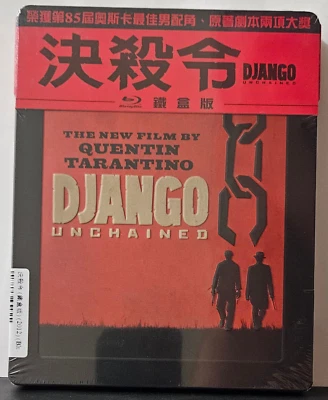 榮獲第85屆奧斯卡最佳男配角、原著劇本兩項大獎
決殺令 DJANGO
UNCHAINED
鐵盒版
THE NEW FILM BY
QUENTIN
TARANTINO
DJANGO
UNCHAINED